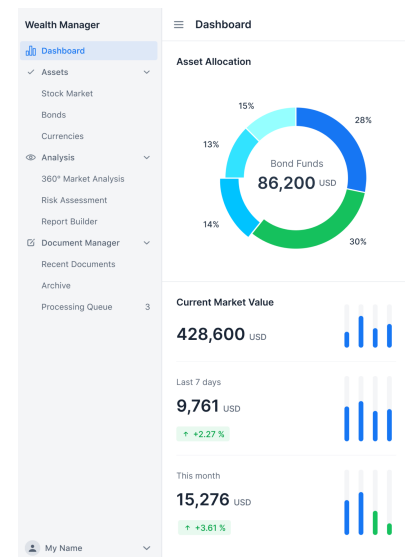 Wealth Manager
Dashboard
Assets
Stock Market
Bonds
Currencies
Analysis
360° Market Analysis
Risk Assessment
Report Builder
Document Manager
Recent Documents
Archive
Processing Queue 3
My Name
Dashboard
Asset Allocation
15%
28%
13%
Bond Funds
86,200 USD
14%
30%
Current Market Value
428,600 USD
Last 7 days
9,761 USD
↑ +2.27 %
This month
15,276 USD
↑ +3.61 %